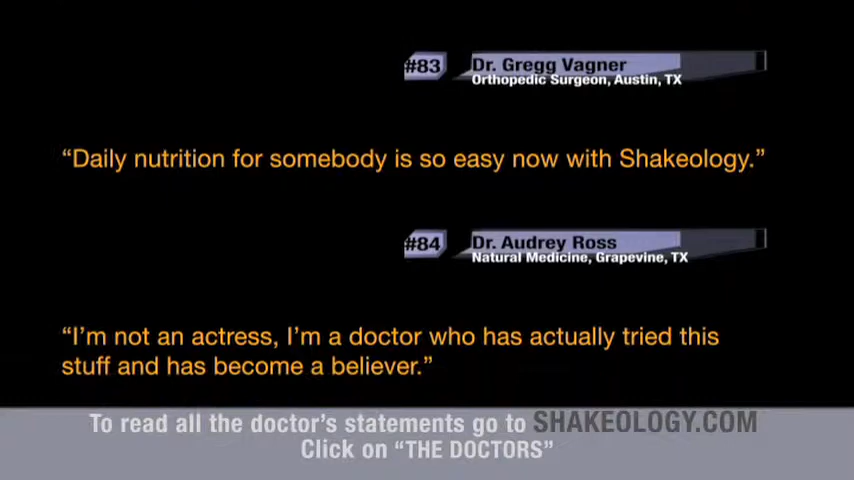 #83 Dr. Gregg Vagner
Orthopedic Surgeon, Austin, TX
“Daily nutrition for somebody is so easy now with Shakeology.”
#84 Dr. Audrey Ross
Natural Medicine, Grapevine, TX
“I’m not an actress, I’m a doctor who has actually tried this
stuff and has become a believer.”
To read all the doctor’s statements go to SHAKEOLOGY.COM
Click on “THE DOCTORS”